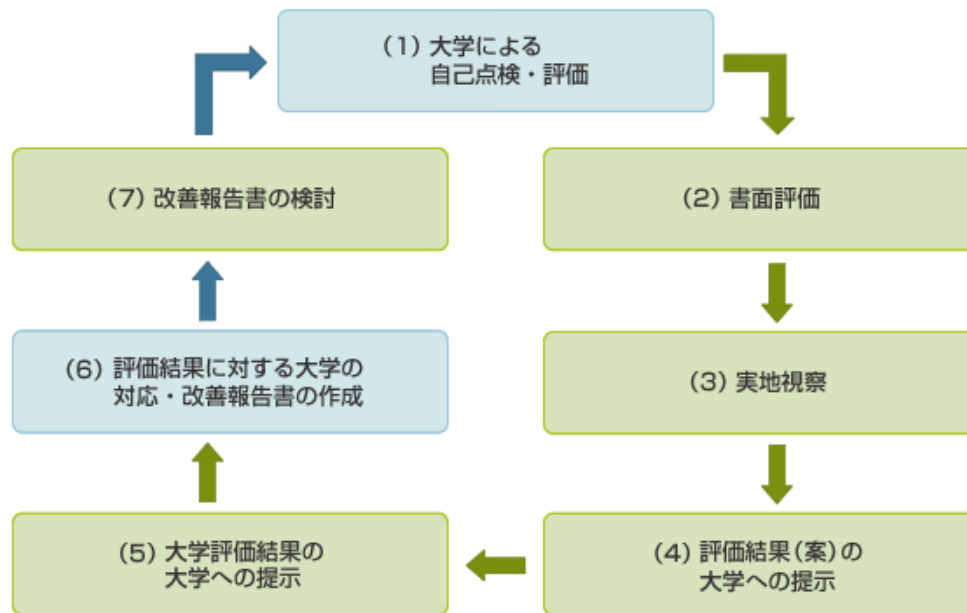 (1) 大学による
自己点検・評価
(2) 書面評価
(3) 実地視察
(4) 評価結果(案)の
大学への提示
(5) 大学評価結果の
大学への提示
(6) 評価結果に対する大学の
対応・改善報告書の作成
(7) 改善報告書の検討